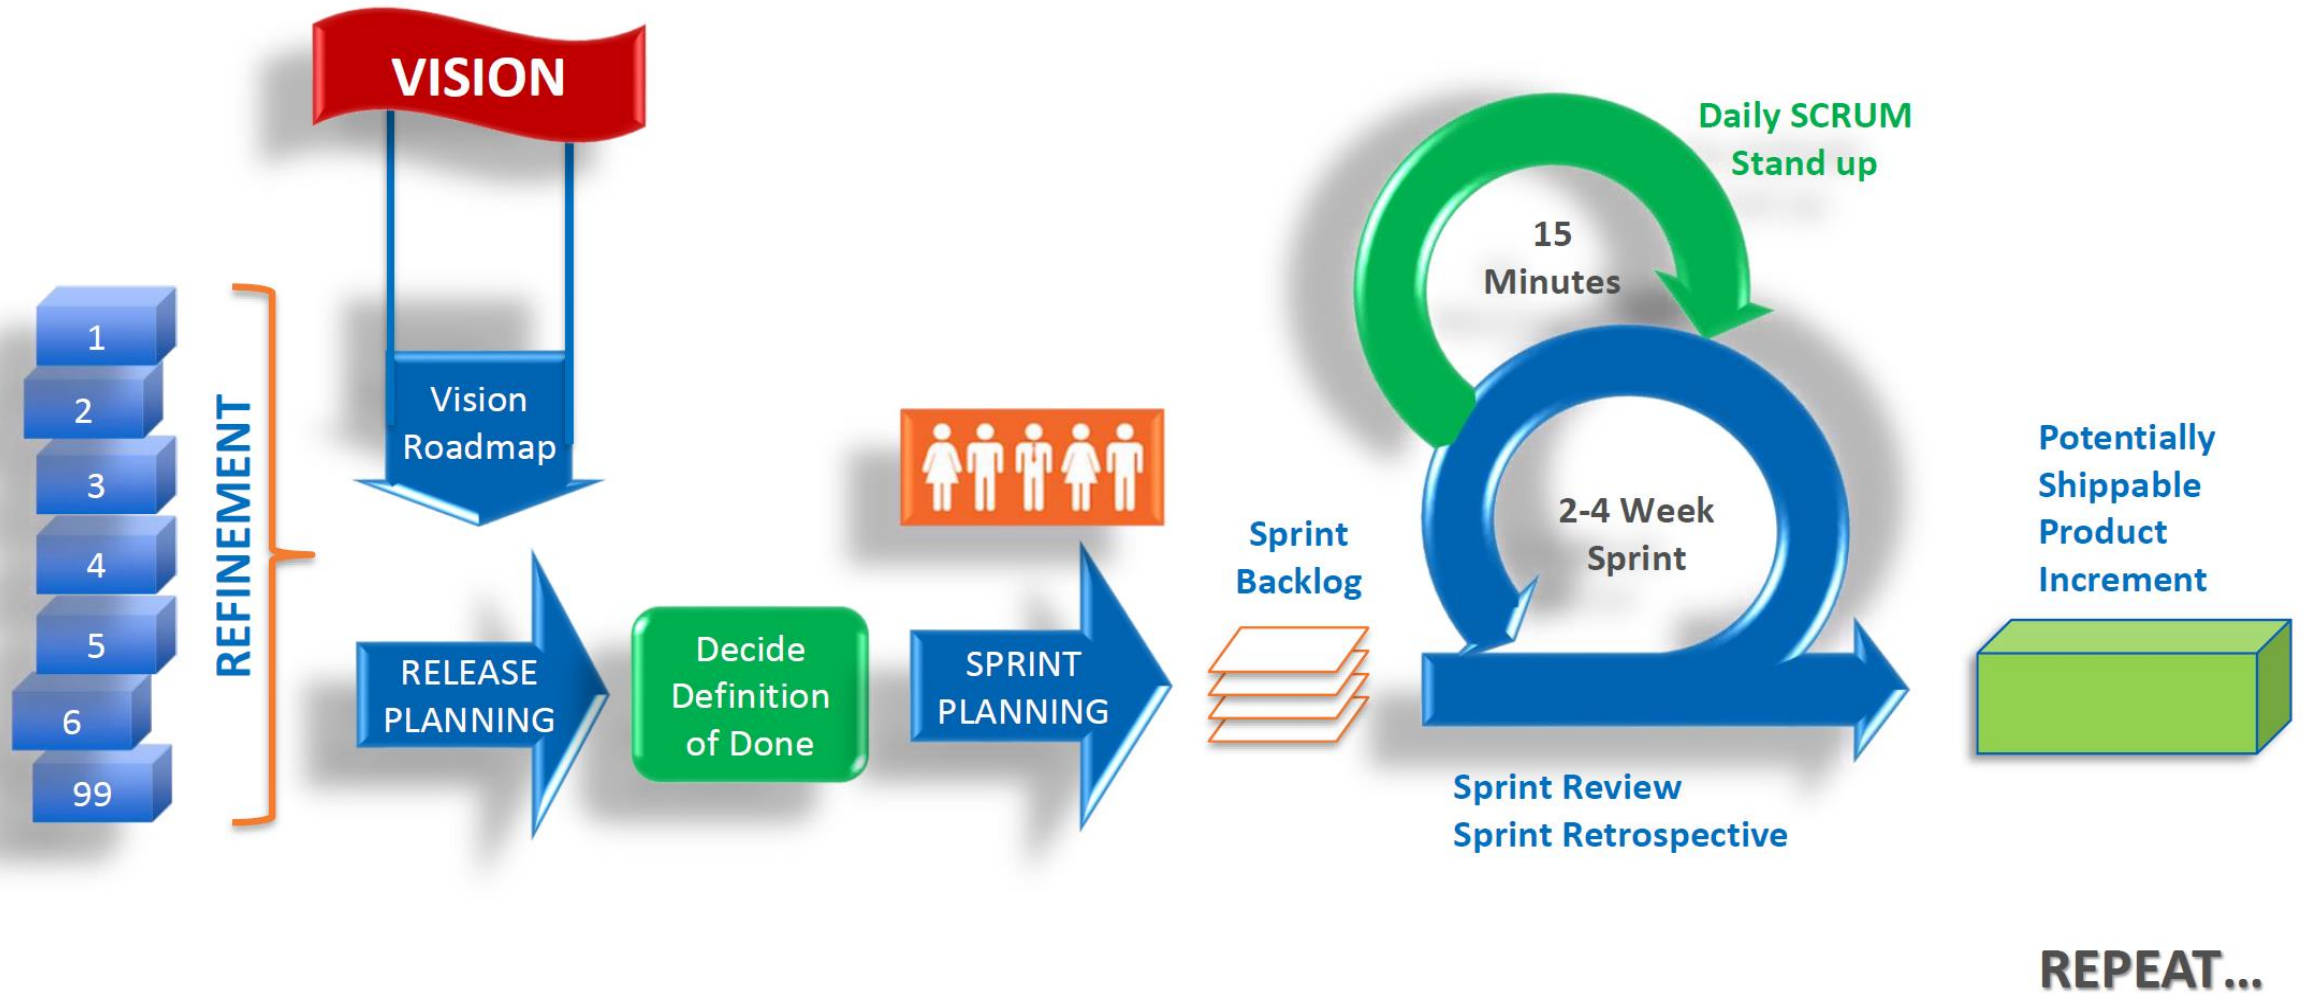 VISION
1
2
3
4
5
6
99
REFINEMENT
Vision
Roadmap
RELEASE
PLANNING
Decide
Definition
of Done
SPRINT
PLANNING
Sprint
Backlog
Daily SCRUM
Stand up
15
Minutes
2-4 Week
Sprint
Sprint Review
Sprint Retrospective
Potentially
Shippable
Product
Increment
REPEAT...